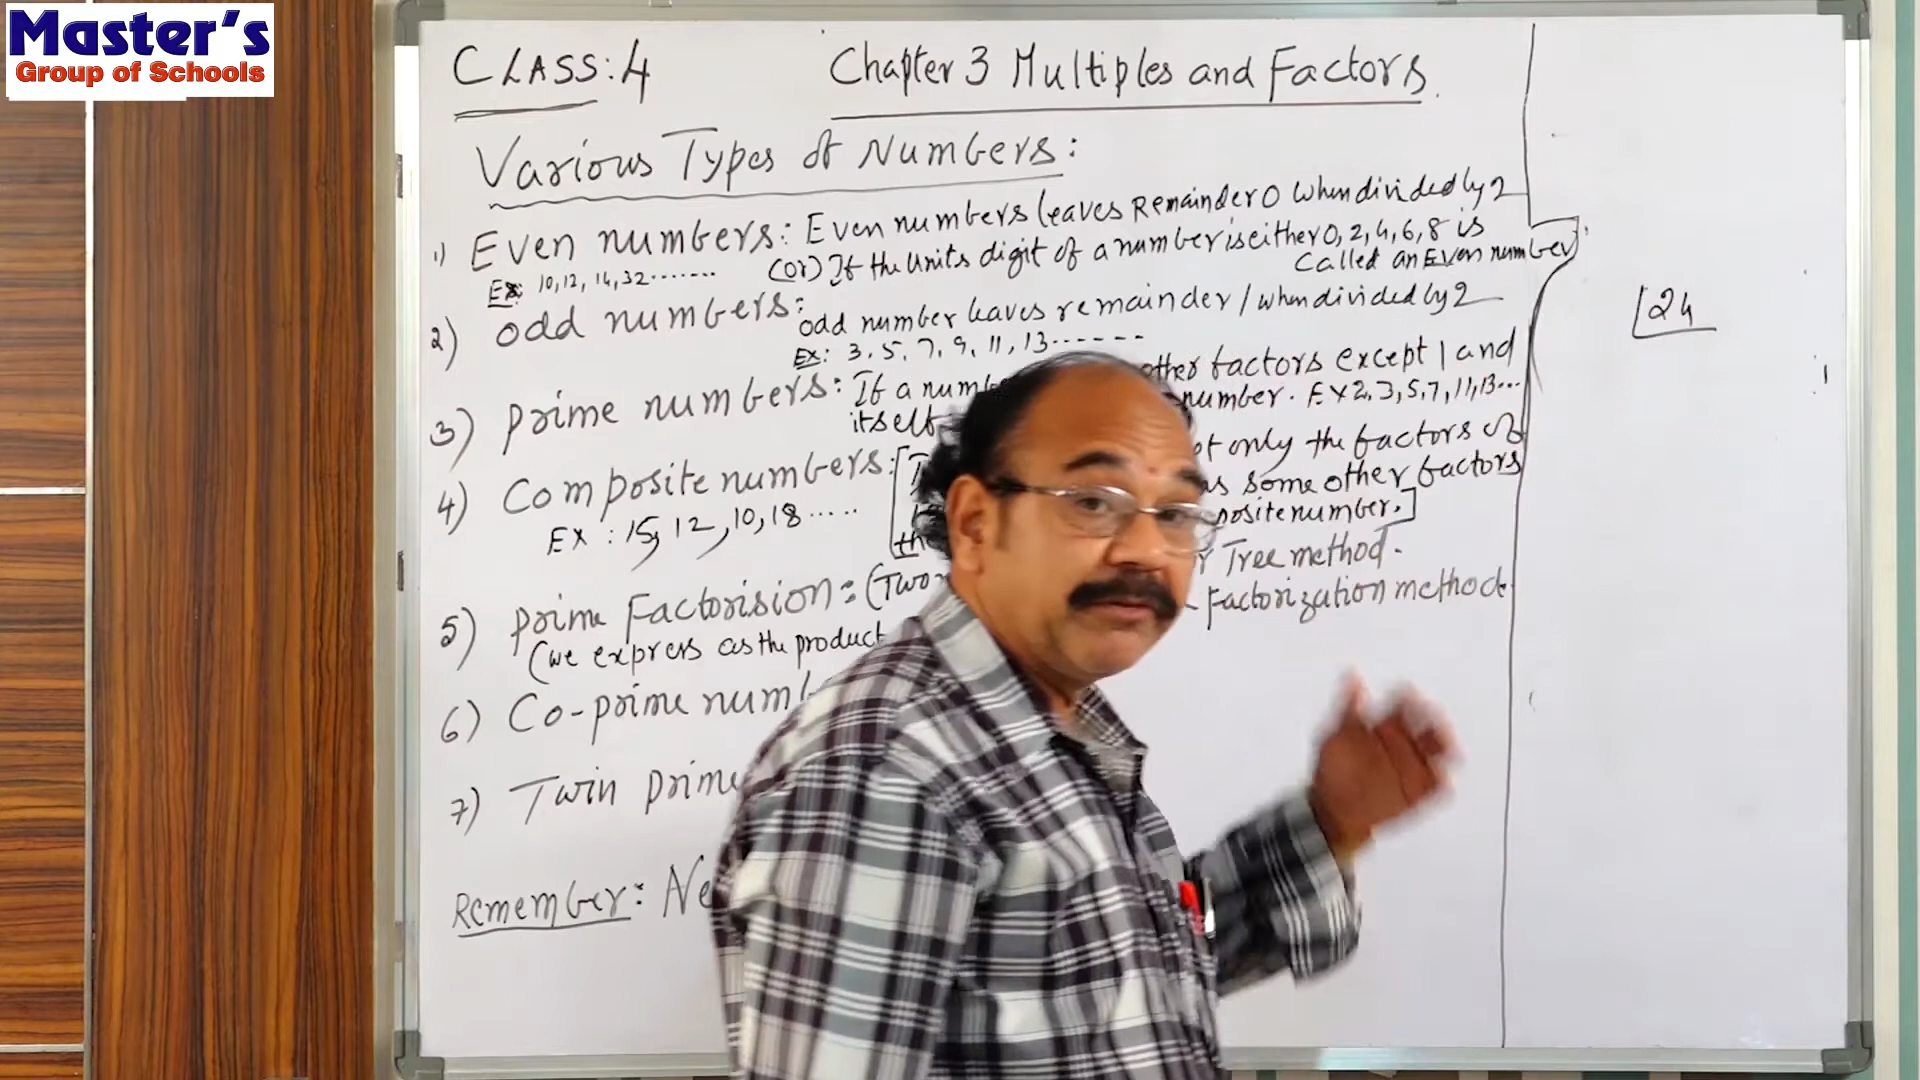 Master's
Group of Schools
CLASS: 4
Chapter 3 Multiples and Factors.
Various Types of Numbers:
1) Even numbers: Even numbers leaves Remainder 0 when divided by 2
(or) If the units digit of a number is either 0, 2, 4, 6, 8 is
called an Even number
Ex: 10, 12, 14, 32.......
2) odd numbers: odd number leaves remainder 1 when divided by 2
Ex: 3, 5, 7, 9, 11, 13......
3) prime numbers: If a numb other factors except 1 and
itself number. Ex 2, 3, 5, 7, 11, 13...
4) Composite numbers: [ only the factors of
some other factors
the number.]
Ex: 15, 12, 10, 18.....
5) prime Factorision: (Two Tree method.
Factorization method.
(we express as the product
6) Co-prime num
7) Twin prime
Remember: Ne
24